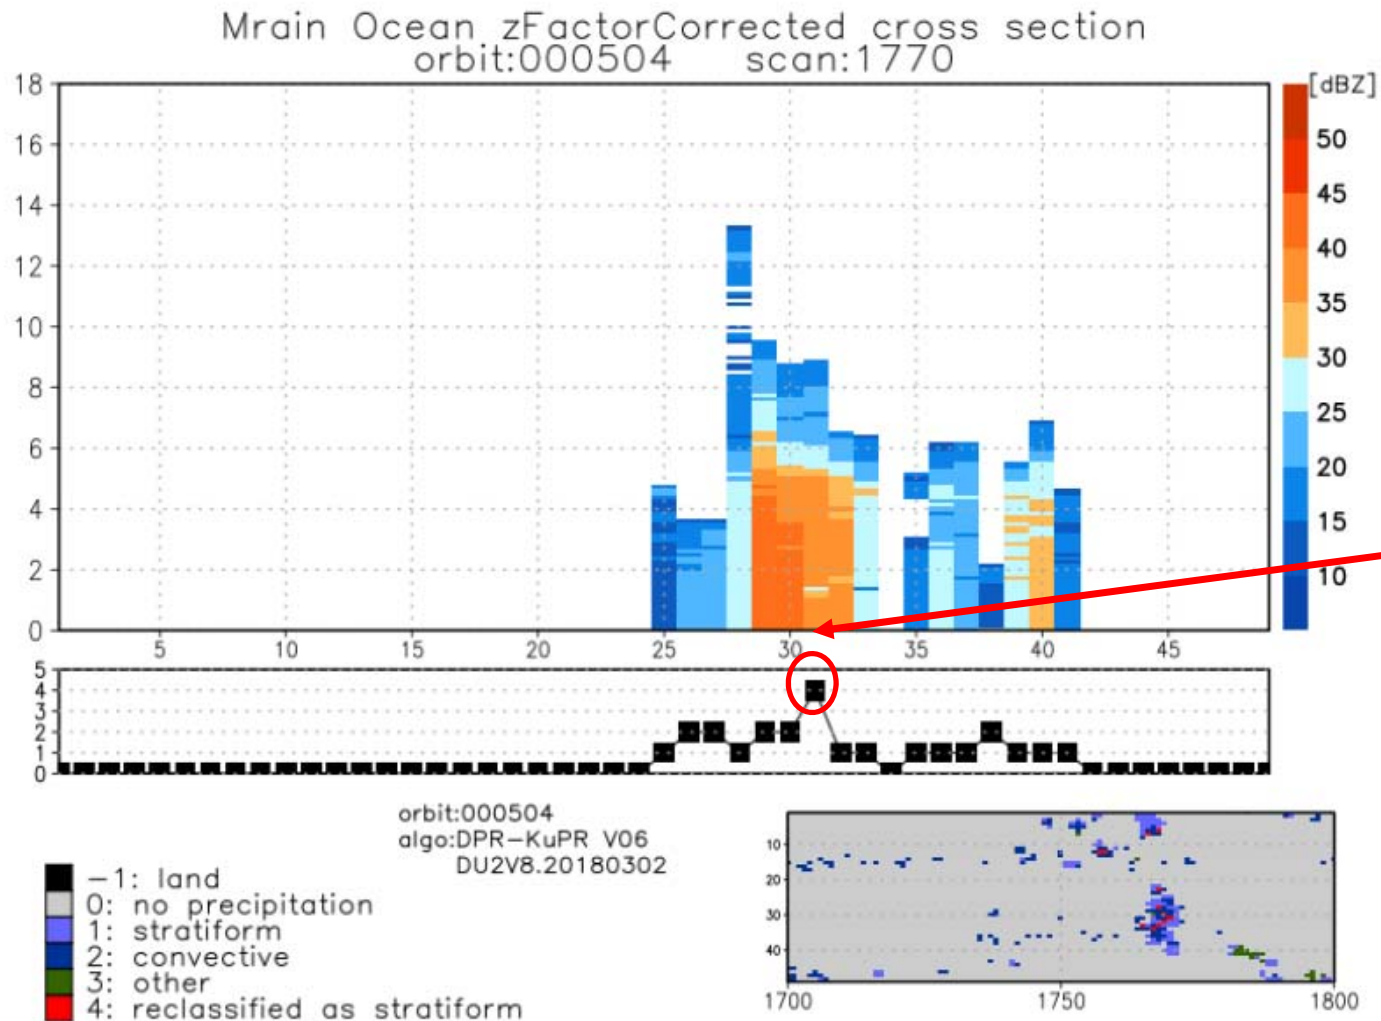 Mrain Ocean zFactorCorrected cross section
orbit:000504 scan:1770
[dBZ]
18
16
14
12
10
8
6
4
2
0
50
45
40
35
30
25
20
15
10
5 10 15 20 25 30 35 40 45
5
4
3
2
1
0
orbit:000504
algo:DPR-KuPR V06
DU2V8.20180302
-1: land
0: no precipitation
1: stratiform
2: convective
3: other
4: reclassified as stratiform
10
20
30
40
1700 1750 1800